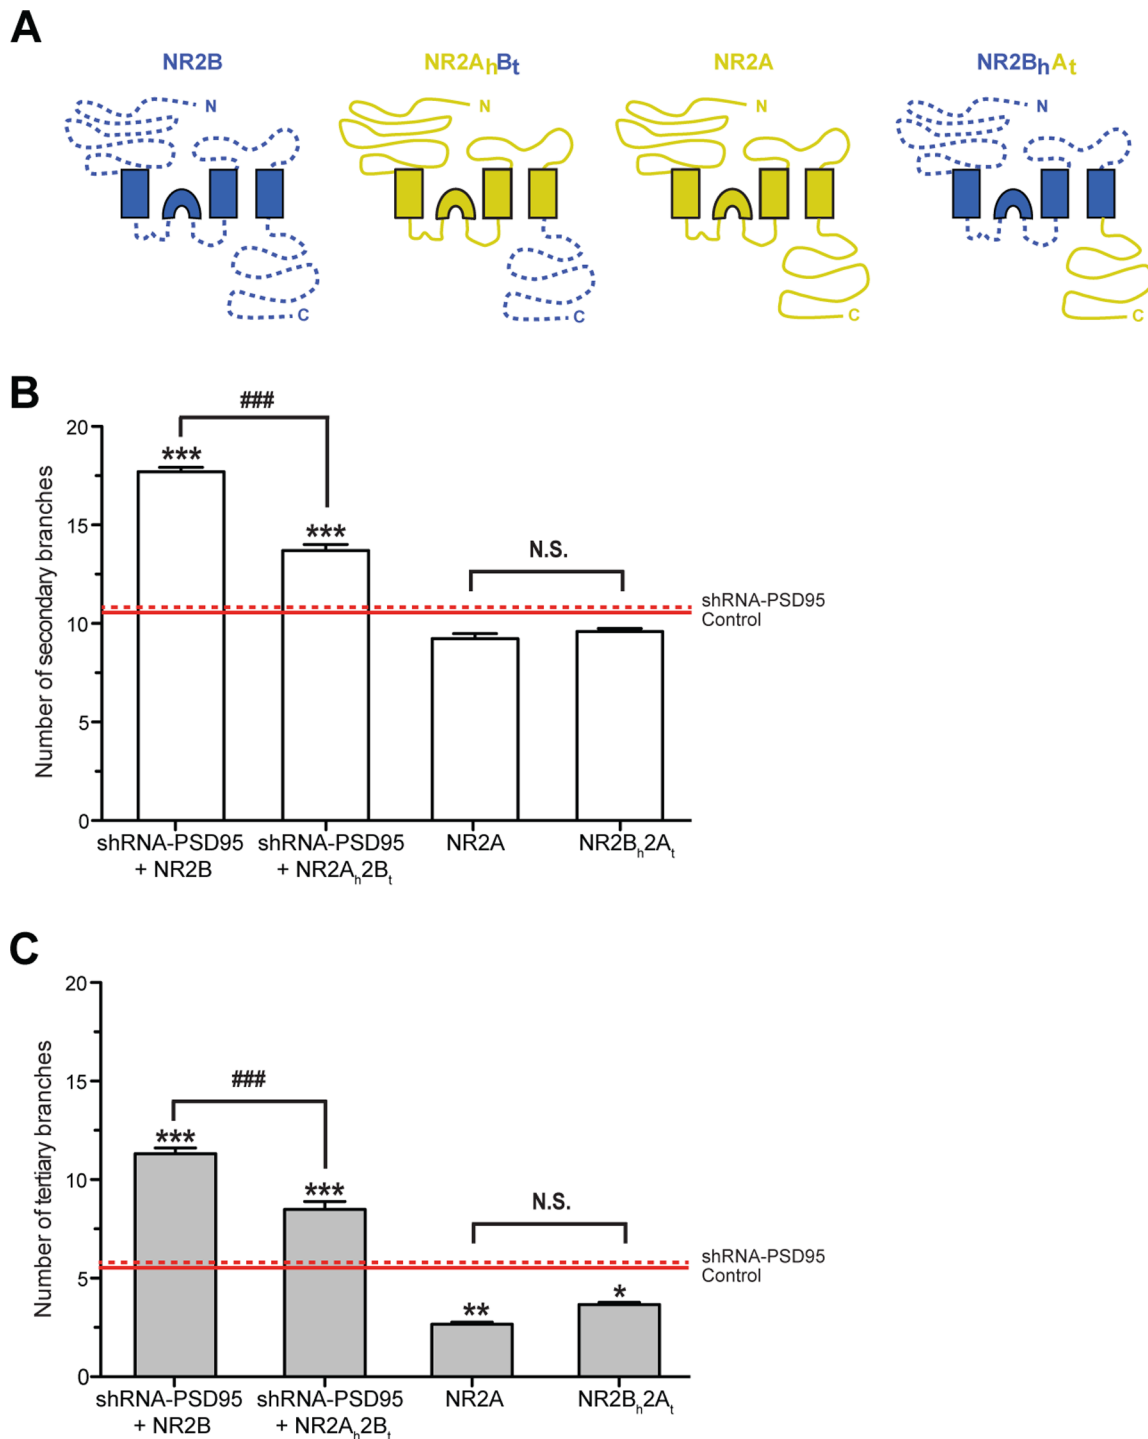 A
NR2B
NR2AhBt
NR2A
NR2BhAt
N
N
N
N
C
C
C
C
B
Number of secondary branches
20
15
10
5
0
###
***
***
N.S.
shRNA-PSD95
Control
shRNA-PSD95
+ NR2B
shRNA-PSD95
+ NR2Ah2Bt
NR2A
NR2Bh2At
C
Number of tertiary branches
20
15
10
5
0
###
***
***
N.S.
**
*
shRNA-PSD95
Control
shRNA-PSD95
+ NR2B
shRNA-PSD95
+ NR2Ah2Bt
NR2A
NR2Bh2At